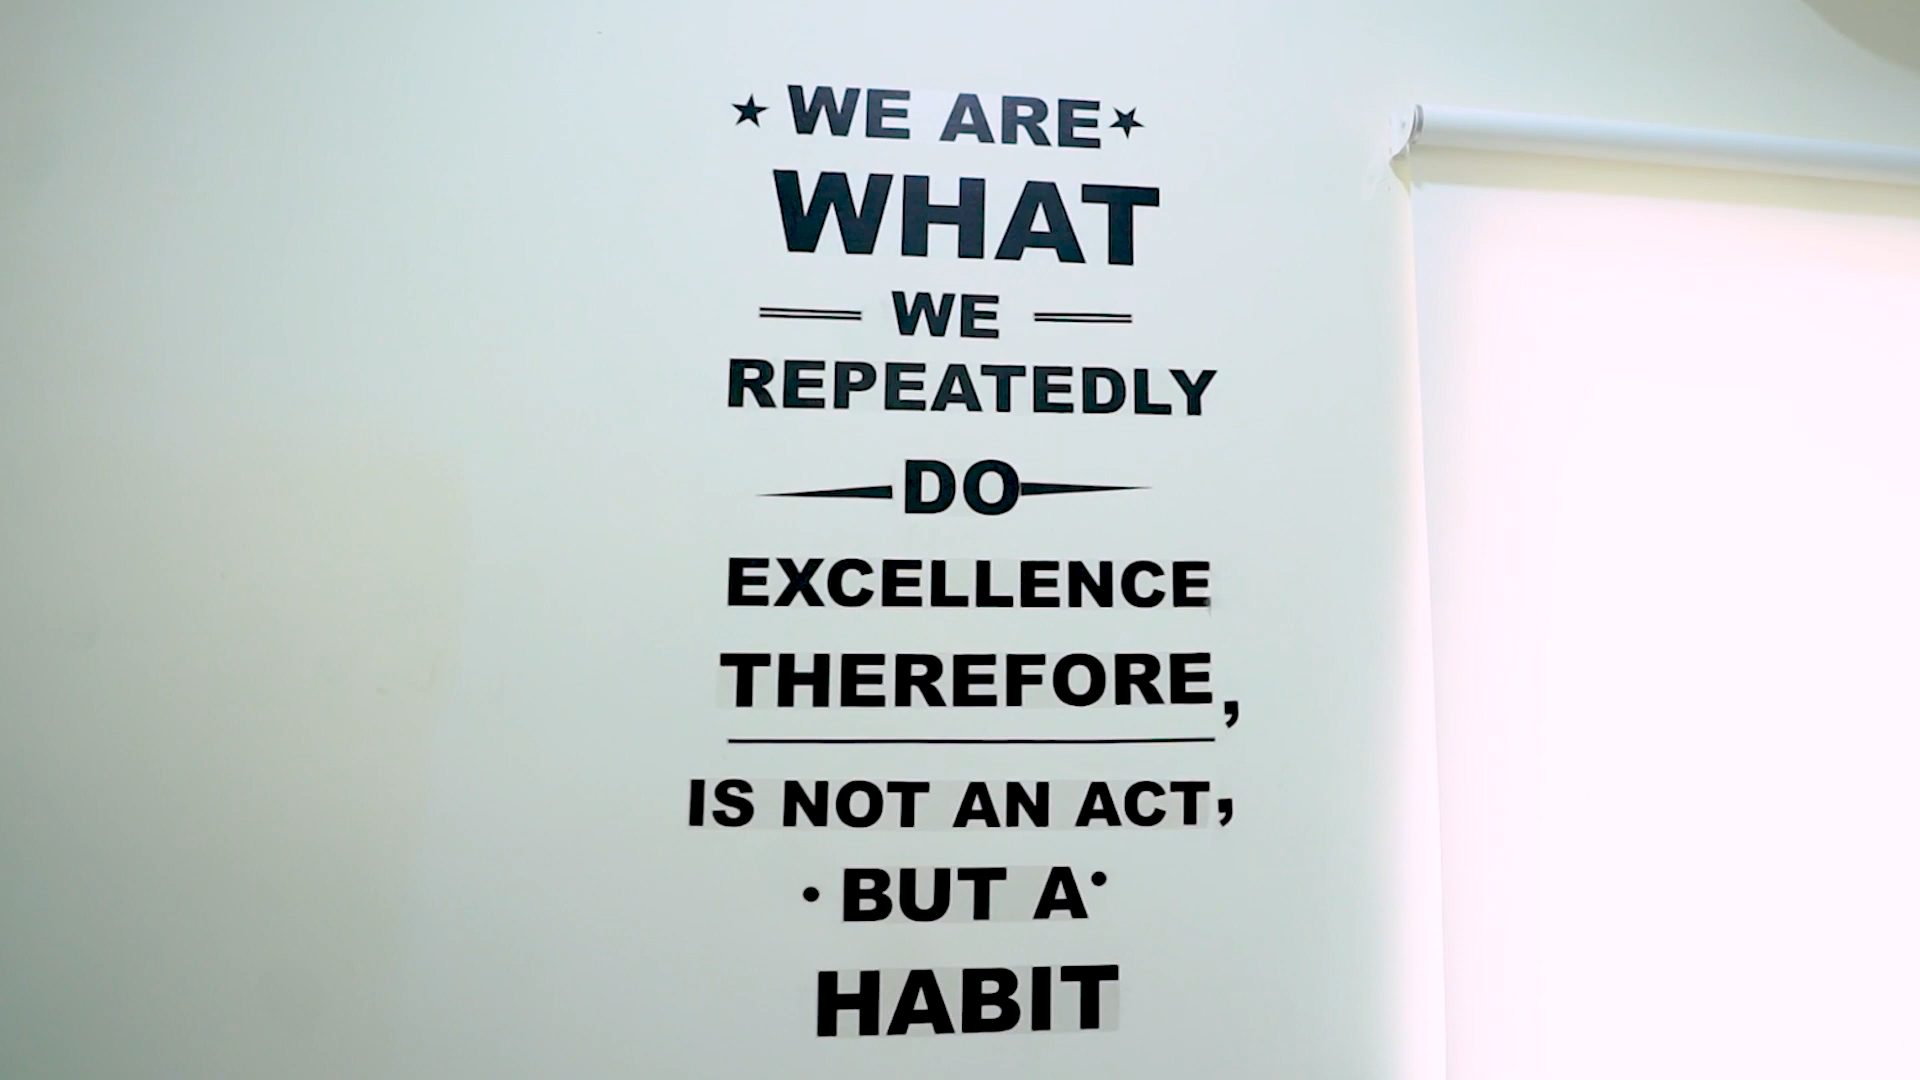 WE ARE
WHAT
WE
REPEATEDLY
DO
EXCELLENCE
THEREFORE,
IS NOT AN ACT,
BUT A
HABIT